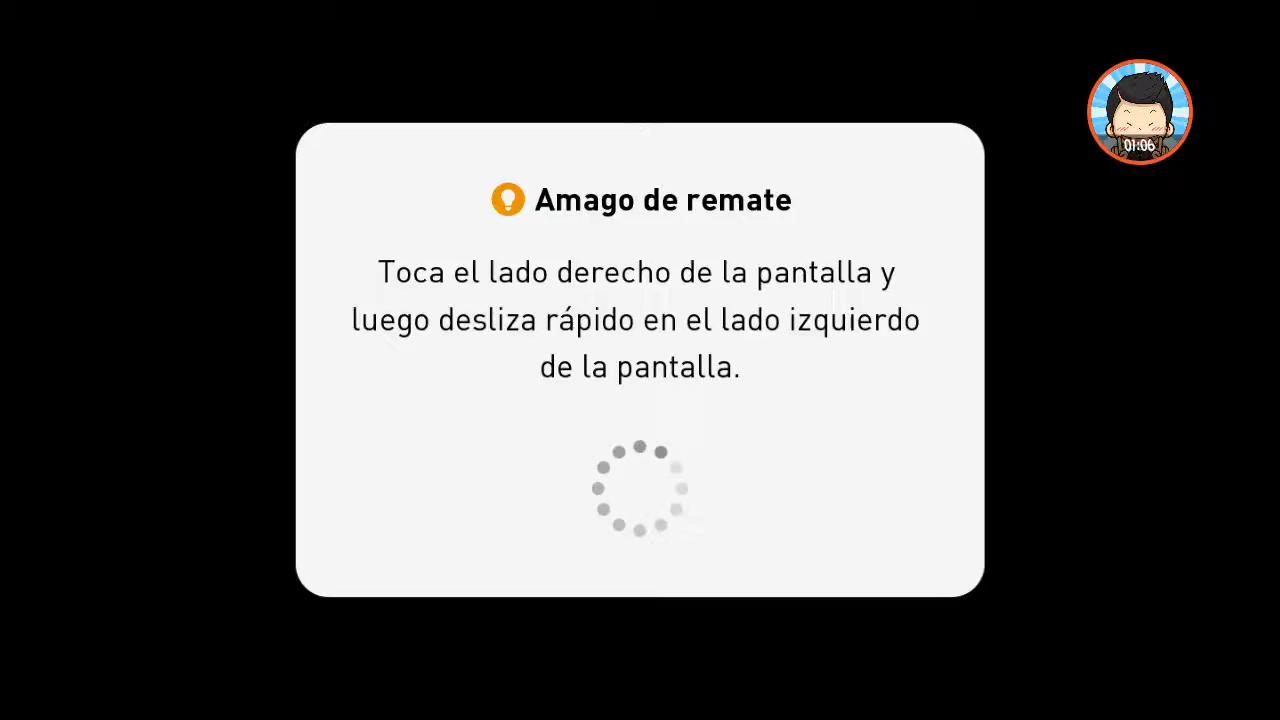 01:06
Amago de remate
Toca el lado derecho de la pantalla y
luego desliza rápido en el lado izquierdo
de la pantalla.